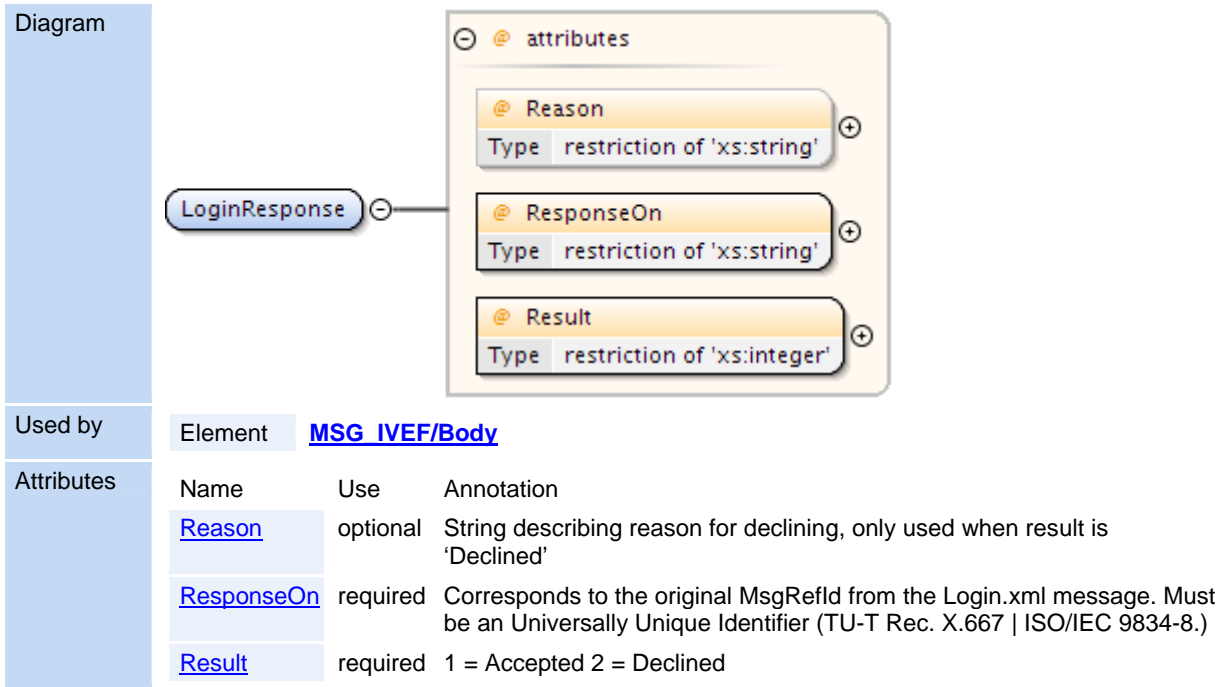 Diagram
@ attributes
@ Reason
Type restriction of 'xs:string'
LoginResponse
@ ResponseOn
Type restriction of 'xs:string'
@ Result
Type restriction of 'xs:integer'
Used by
Element MSG_IVEF/Body
Attributes
Name Use Annotation
Reason optional String describing reason for declining, only used when result is
‘Declined’
ResponseOn required Corresponds to the original MsgRefId from the Login.xml message. Must
be an Universally Unique Identifier (TU-T Rec. X.667 | ISO/IEC 9834-8.)
Result required 1 = Accepted 2 = Declined